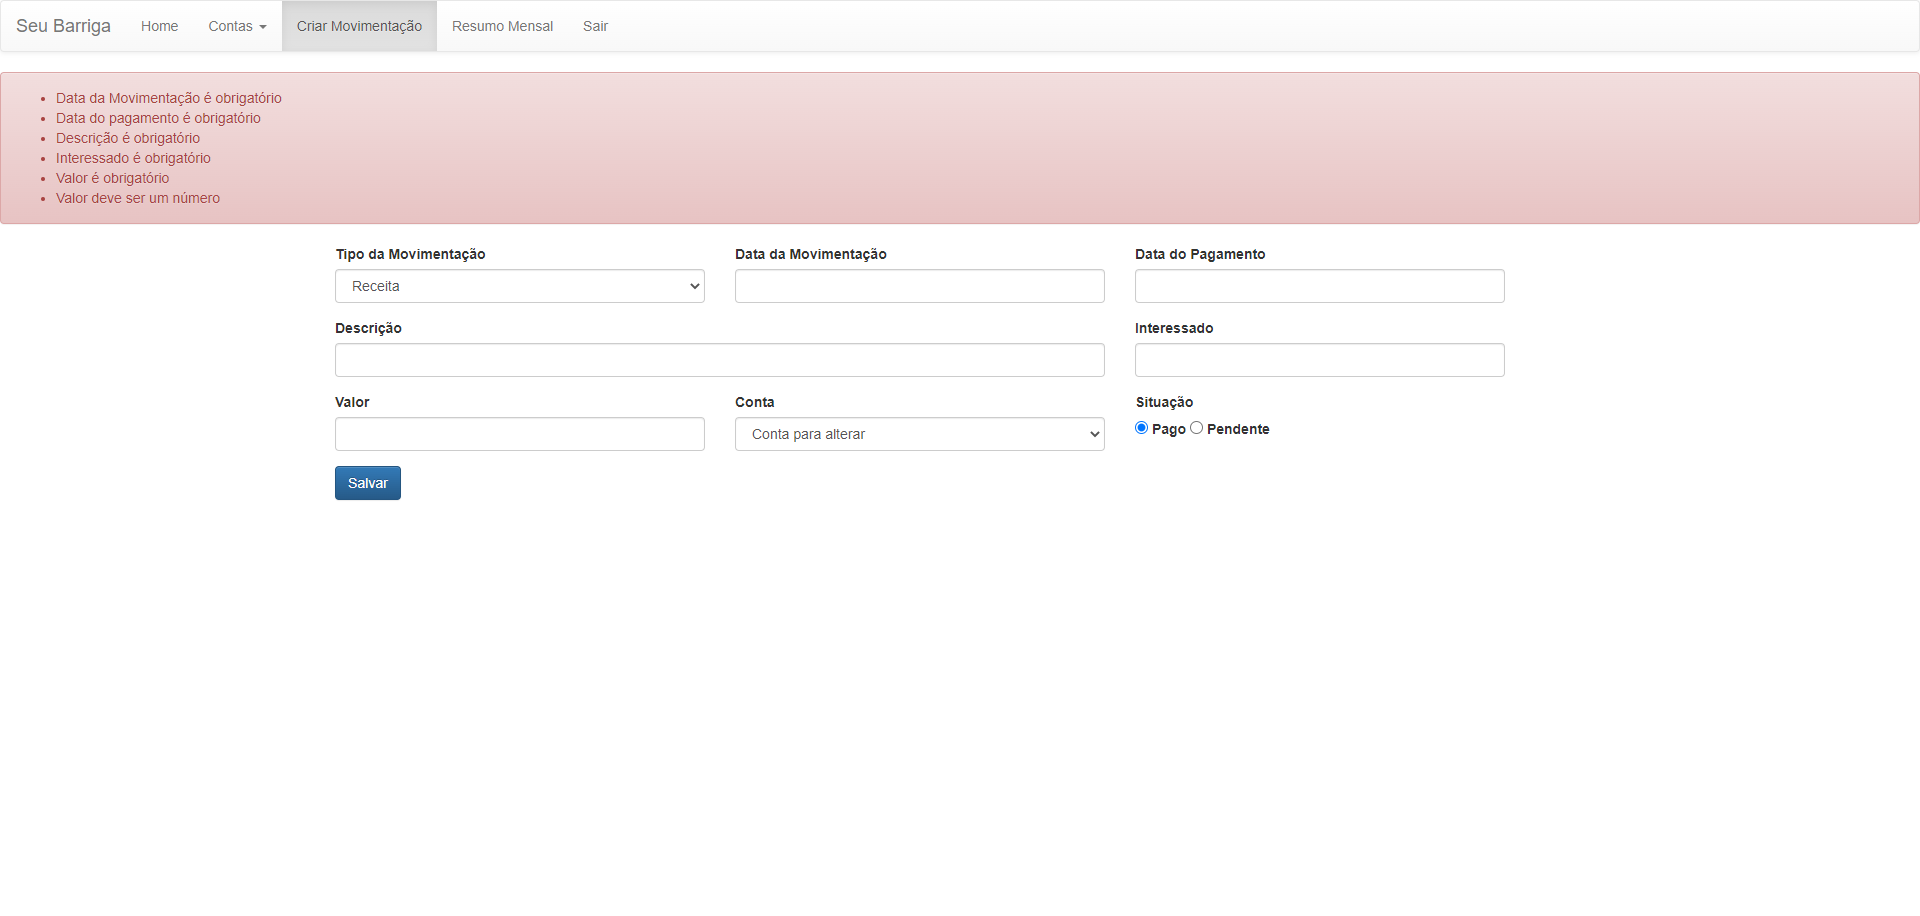 Seu Barriga Home Contas Criar Movimentação Resumo Mensal Sair
Data da Movimentação é obrigatório
Data do pagamento é obrigatório
Descrição é obrigatório
Interessado é obrigatório
Valor é obrigatório
Valor deve ser um número
Tipo da Movimentação Data da Movimentação Data do Pagamento
Receita
Descrição Interessado
Valor Conta Situação
Conta para alterar Pago Pendente
Salvar